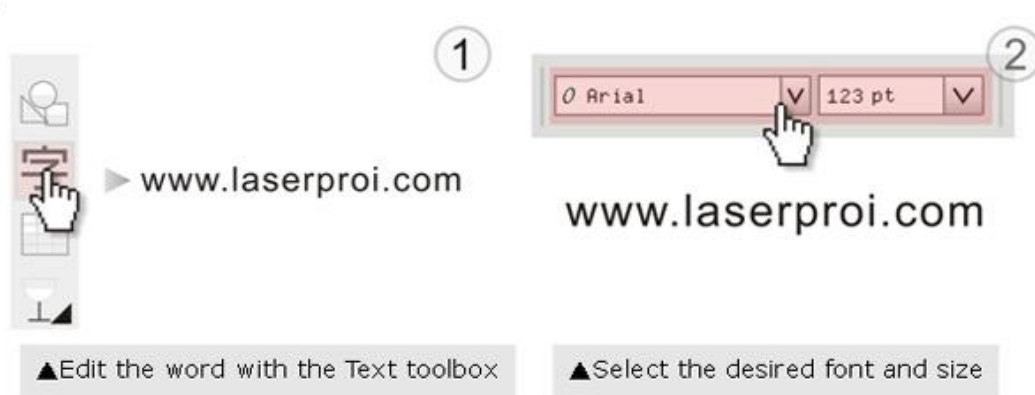 1
字
www.laserproi.com
▲Edit the word with the Text toolbox
2
O Arial
123 pt
www.laserproi.com
▲Select the desired font and size